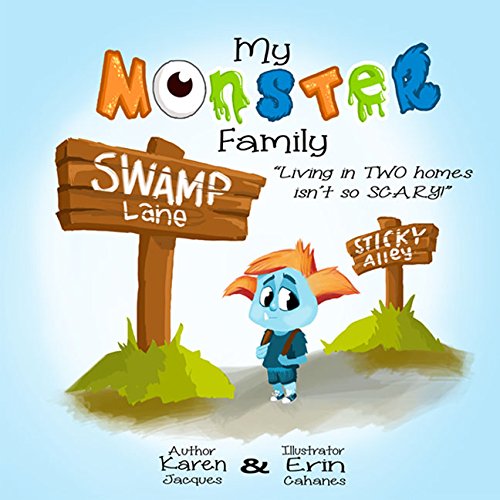 My
MONSTER
Family
"Living in TWO homes
isn't so SCARY!"
SWAMP
Lane
STICKY
Alley
Author
Karen
Jacques
&
Illustrator
Erin
Cahanes